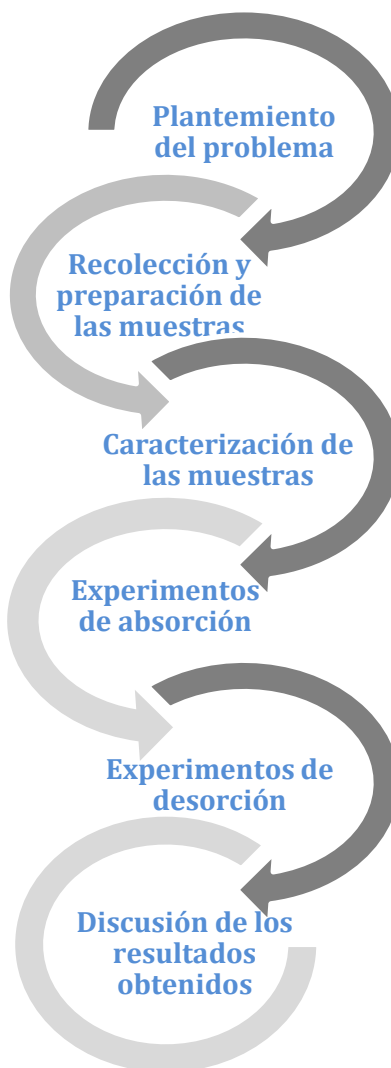 Plantemiento
del problema
Recolección y
preparación de
las muestras
Caracterización de
las muestras
Experimentos
de absorción
Experimentos de
desorción
Discusión de los
resultados
obtenidos